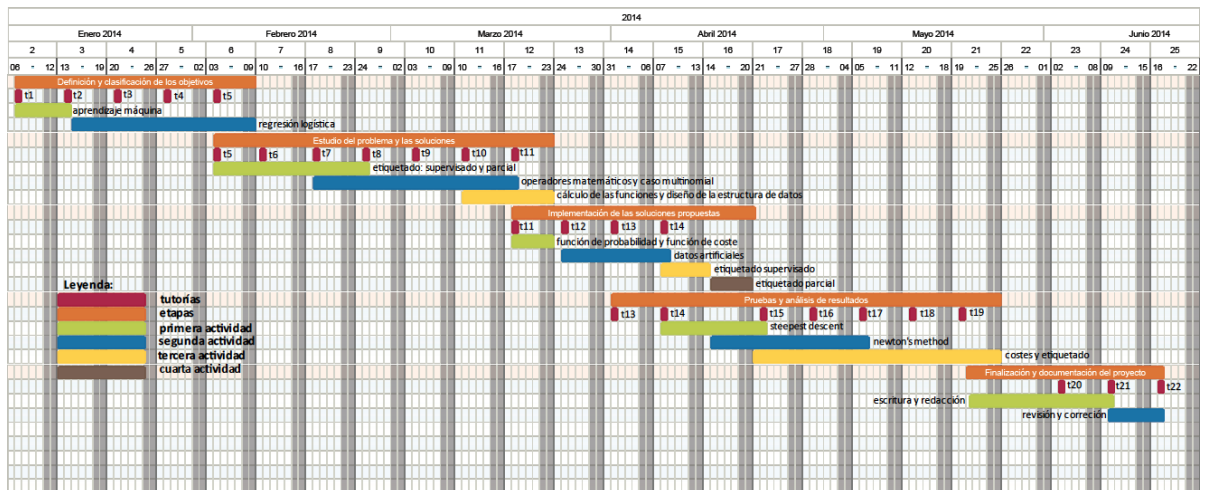 2014
Enero 2014 Febrero 2014 Marzo 2014 Abril 2014 Mayo 2014 Junio 2014
2 3 4 5 6 7 8 9 10 11 12 13 14 15 16 17 18 19 20 21 22 23 24 25
06 - 12 13 - 19 20 - 26 27 - 02 03 - 09 10 - 16 17 - 23 24 - 02 03 - 09 10 - 16 17 - 23 24 - 30 31 - 06 07 - 13 14 - 20 21 - 27 28 - 04 05 - 11 12 - 18 19 - 25 26 - 01 02 - 08 09 - 15 16 - 22
Definición y clasificación de los objetivos
t1 t2 t3 t4 t5
aprendizaje máquina
regresión logística
Estudio del problema y las soluciones
t5 t6 t7 t8 t9 t10 t11
etiquetado: supervisado y parcial
operadores matemáticos y caso multinomial
cálculo de las funciones y diseño de la estructura de datos
Implementación de las soluciones propuestas
t11 t12 t13 t14
función de probabilidad y función de coste
datos artificiales
etiquetado supervisado
etiquetado parcial
Leyenda:
tutorías
etapas
primera actividad
segunda actividad
tercera actividad
cuarta actividad
Pruebas y análisis de resultados
t13 t14 t15 t16 t17 t18 t19
steepest descent
newton's method
costes y etiquetado
Finalización y documentación del proyecto
t20 t21 t22
escritura y redacción
revisión y correción